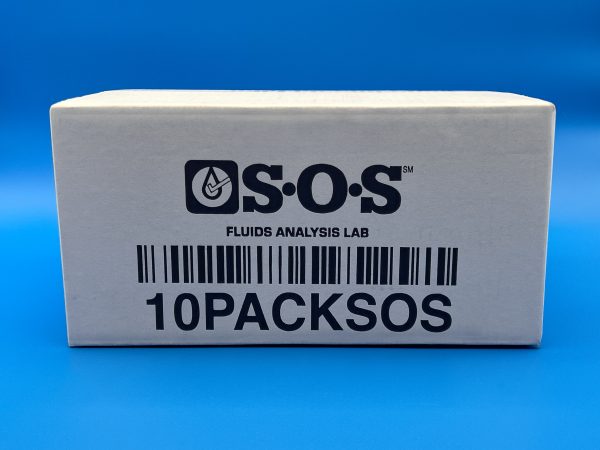 S•O•S℠
FLUIDS ANALYSIS LAB
10PACKSOS